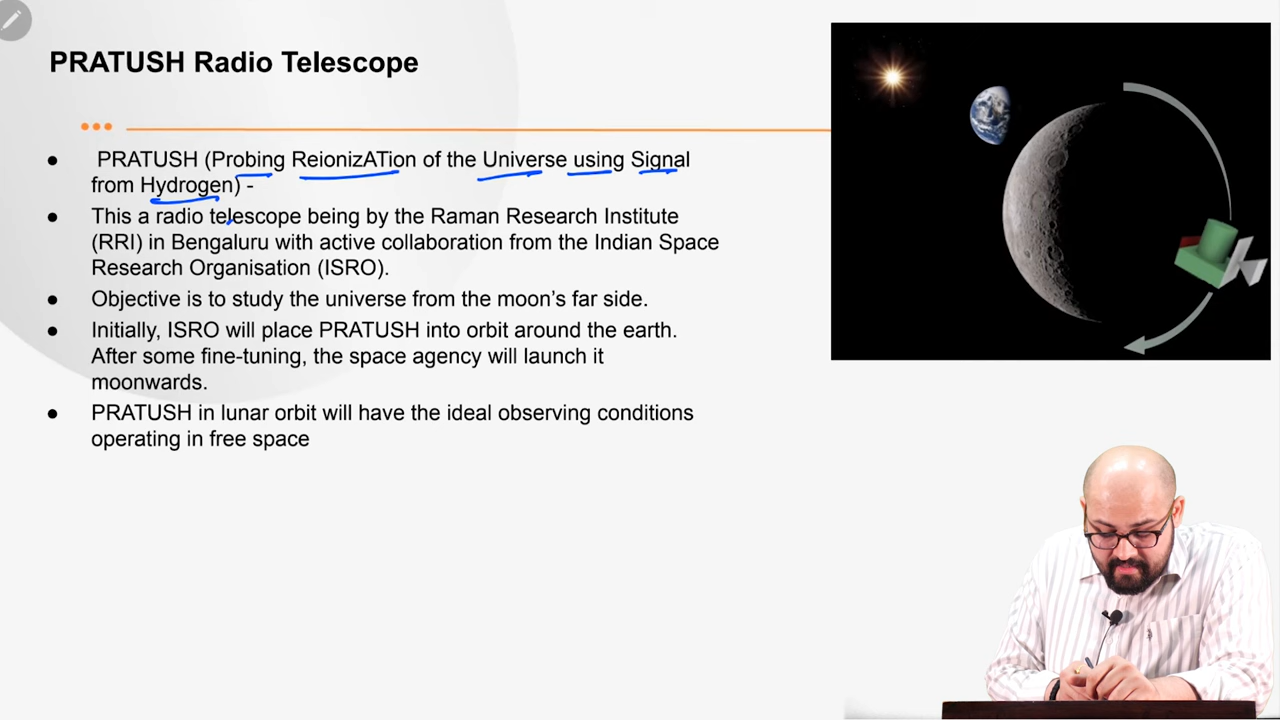 PRATUSH Radio Telescope
● PRATUSH (Probing ReionizATion of the Universe using Signal
from Hydrogen) -
● This a radio telescope being by the Raman Research Institute
(RRI) in Bengaluru with active collaboration from the Indian Space
Research Organisation (ISRO).
● Objective is to study the universe from the moon's far side.
● Initially, ISRO will place PRATUSH into orbit around the earth.
After some fine-tuning, the space agency will launch it
moonwards.
● PRATUSH in lunar orbit will have the ideal observing conditions
operating in free space